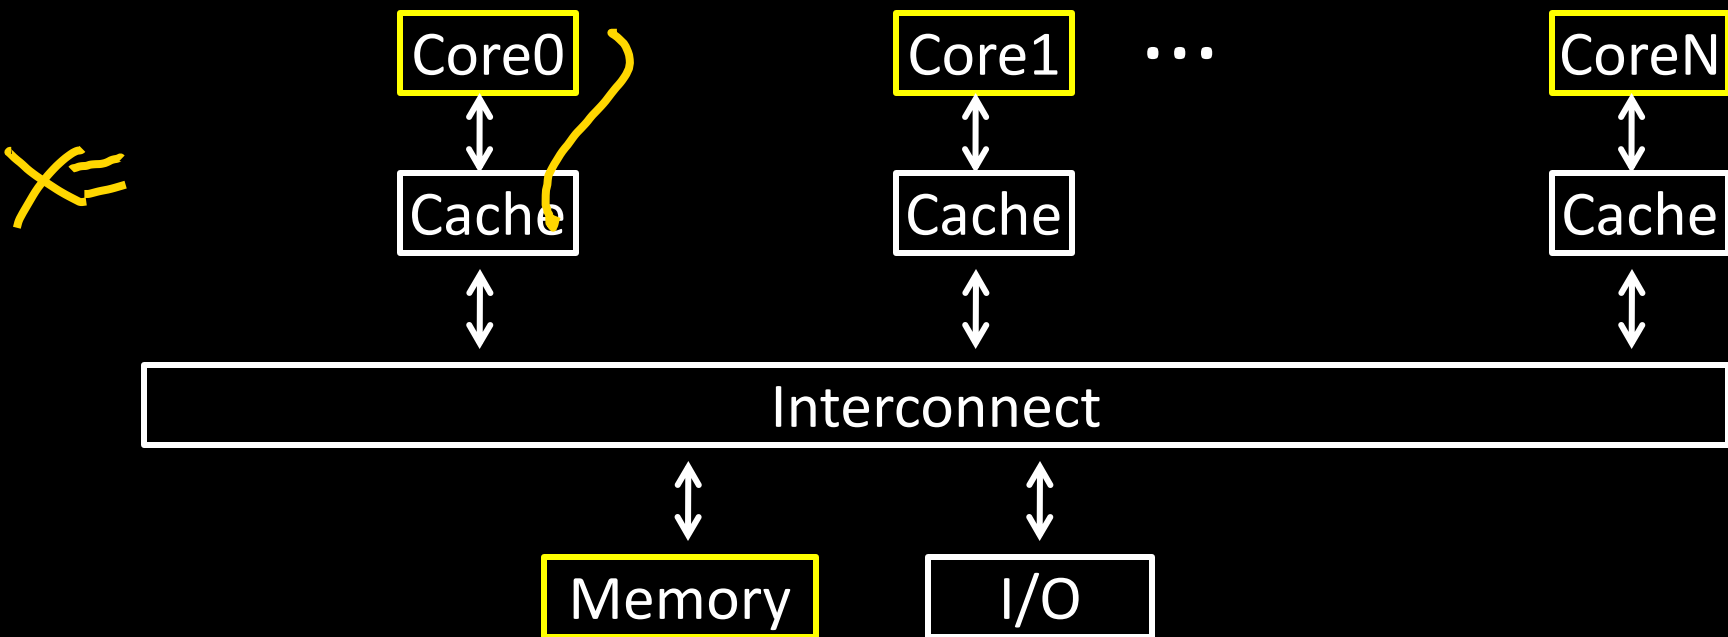 Core0 Core1 ... CoreN
X =
Cache Cache Cache
Interconnect
Memory I/O